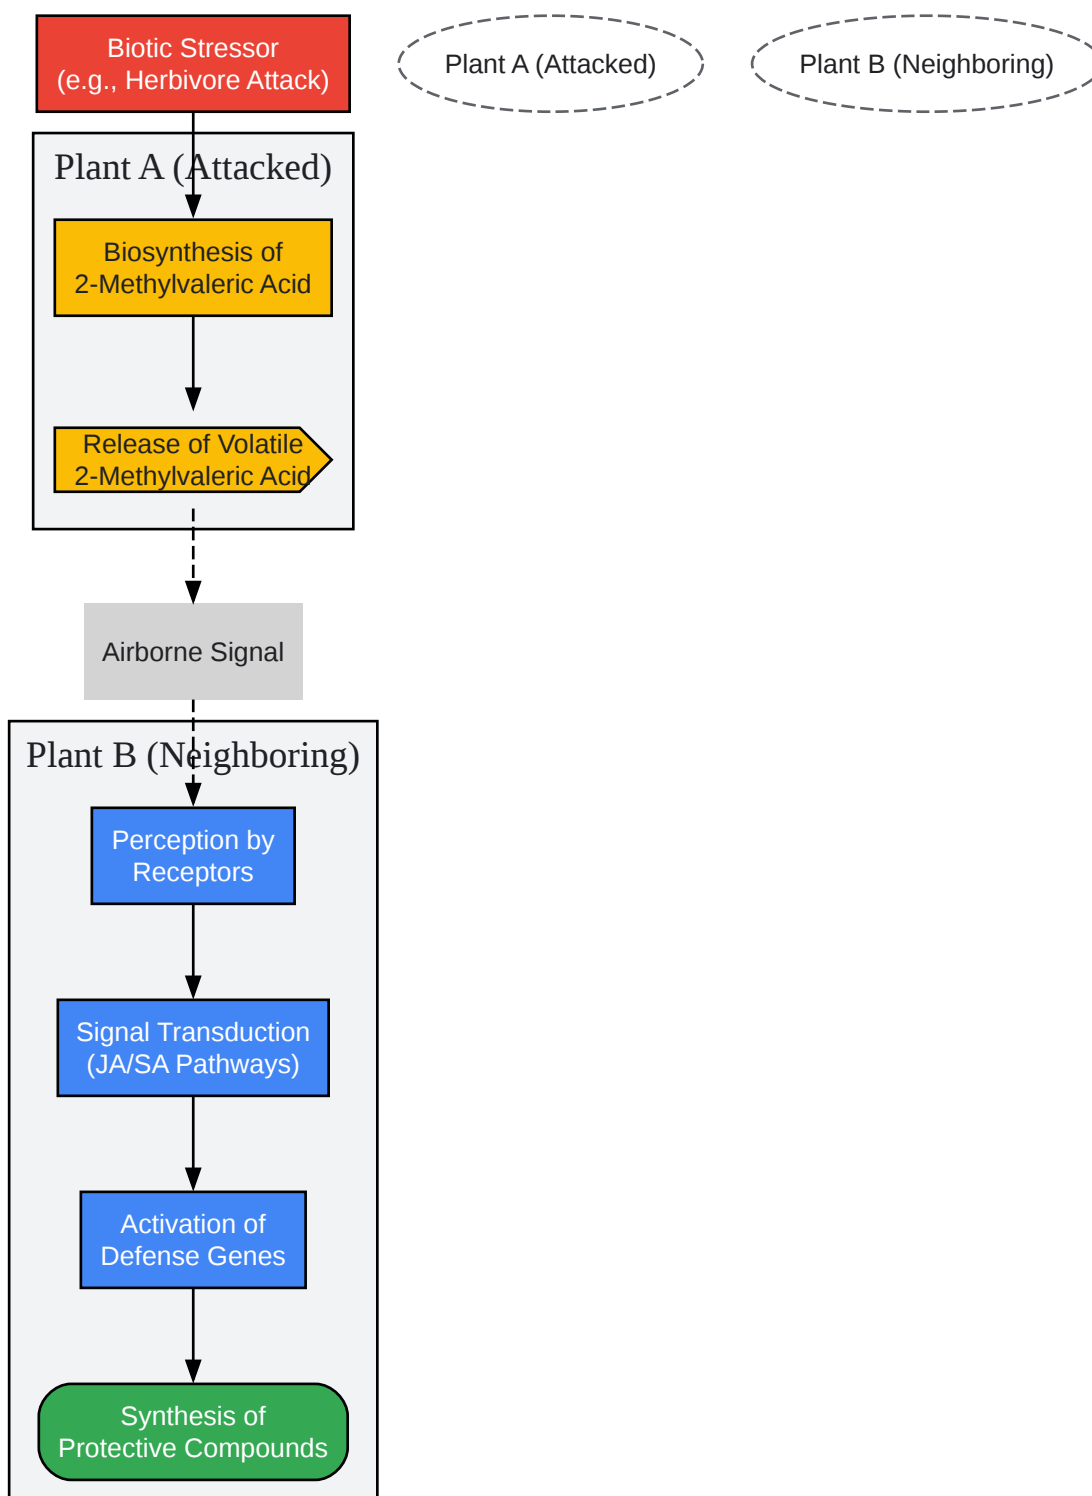 Biotic Stressor
(e.g., Herbivore Attack)
Plant A (Attacked)
Plant B (Neighboring)
Plant A (Attacked)
Biosynthesis of
2-Methylvaleric Acid
Release of Volatile
2-Methylvaleric Acid
Airborne Signal
Plant B (Neighboring)
Perception by
Receptors
Signal Transduction
(JA/SA Pathways)
Activation of
Defense Genes
Synthesis of
Protective Compounds